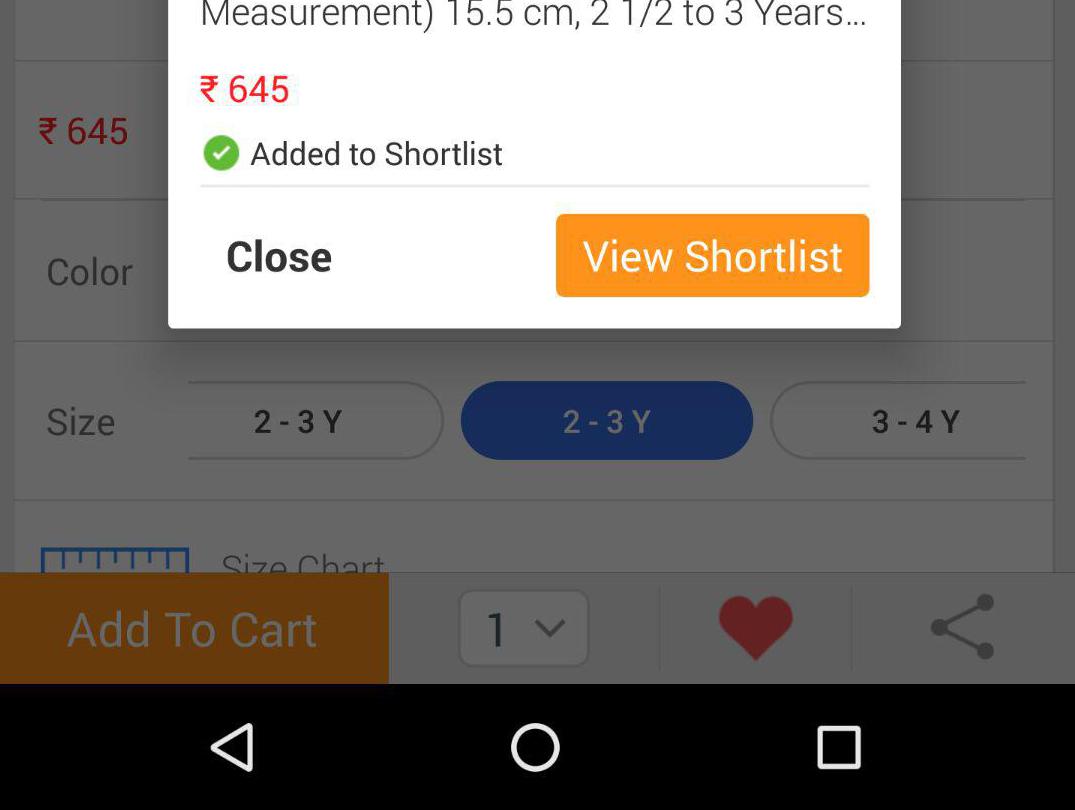 Measurement) 15.5 cm, 2 1/2 to 3 Years...
₹ 645
₹ 645
Added to Shortlist
Close
View Shortlist
Color
Size
2 - 3 Y
2 - 3 Y
3 - 4 Y
Size Chart
Add To Cart
1